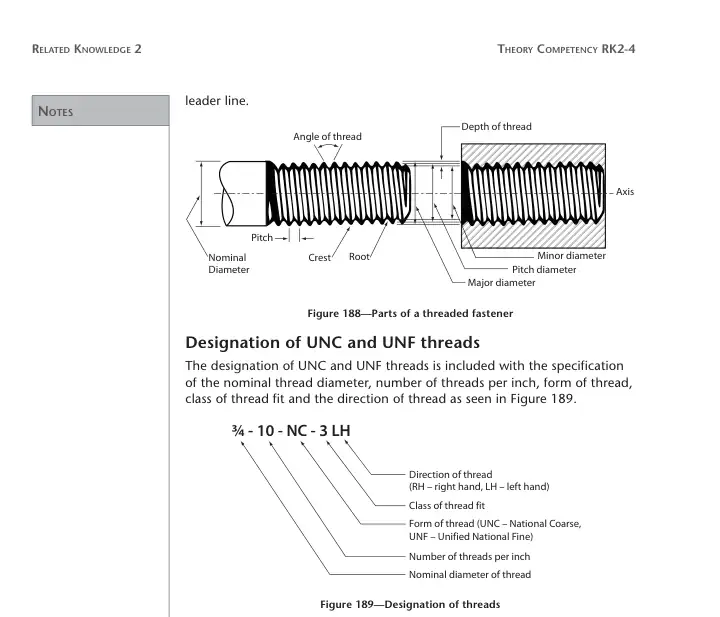 RELATED KNOWLEDGE 2
THEORY COMPETENCY RK2-4
NOTES
leader line.
Depth of thread
Angle of thread
Axis
Pitch
Nominal
Diameter
Crest
Root
Minor diameter
Pitch diameter
Major diameter
Figure 188—Parts of a threaded fastener
Designation of UNC and UNF threads
The designation of UNC and UNF threads is included with the specification
of the nominal thread diameter, number of threads per inch, form of thread,
class of thread fit and the direction of thread as seen in Figure 189.
¾ - 10 - NC - 3 LH
Direction of thread
(RH – right hand, LH – left hand)
Class of thread fit
Form of thread (UNC – National Coarse,
UNF – Unified National Fine)
Number of threads per inch
Nominal diameter of thread
Figure 189—Designation of threads